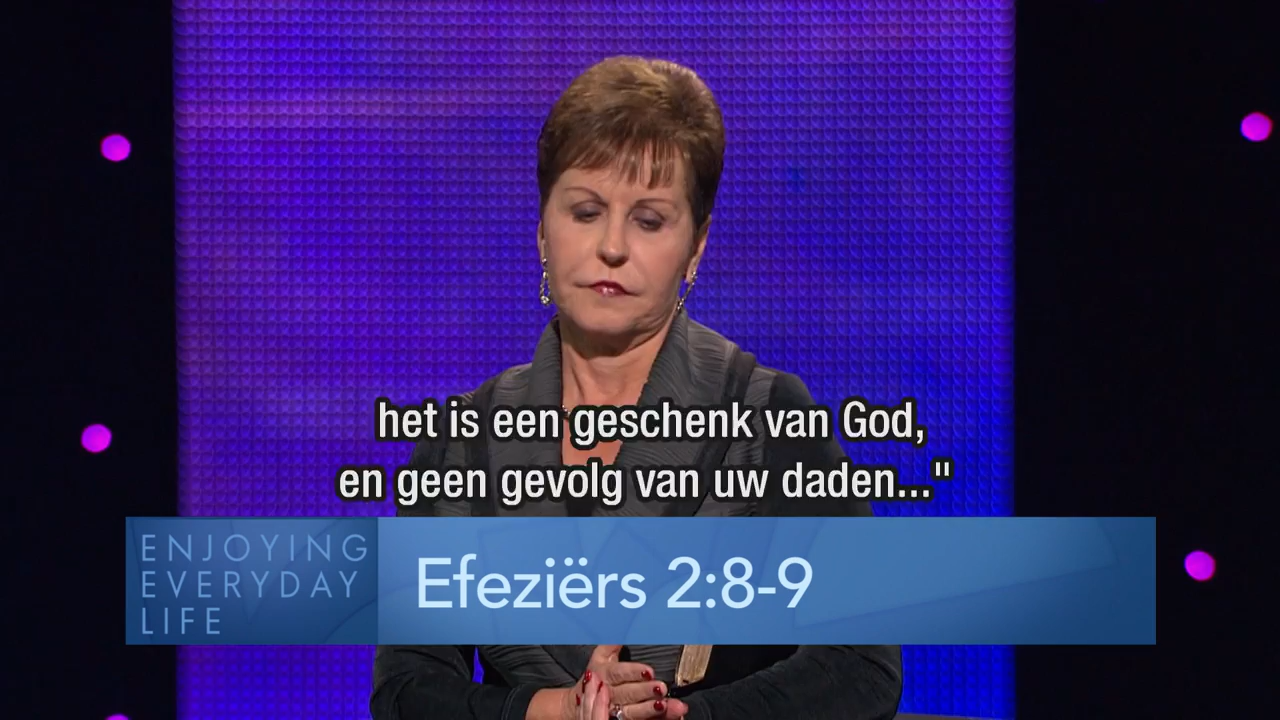 het is een geschenk van God,
en geen gevolg van uw daden..."
ENJOYING
EVERYDAY
LIFE
Efeziërs 2:8-9